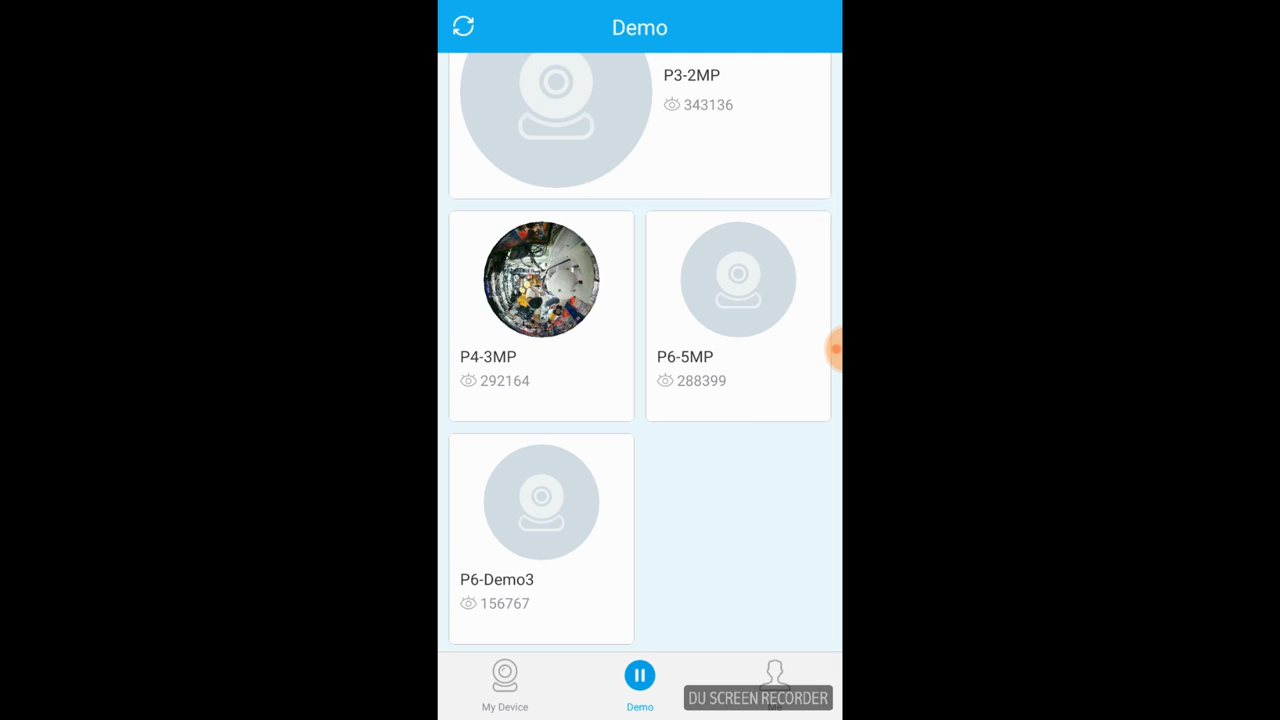 Demo
P3-2MP
343136
P4-3MP
292164
P6-5MP
288399
P6-Demo3
156767
My Device
Demo
DU SCREEN RECORDER